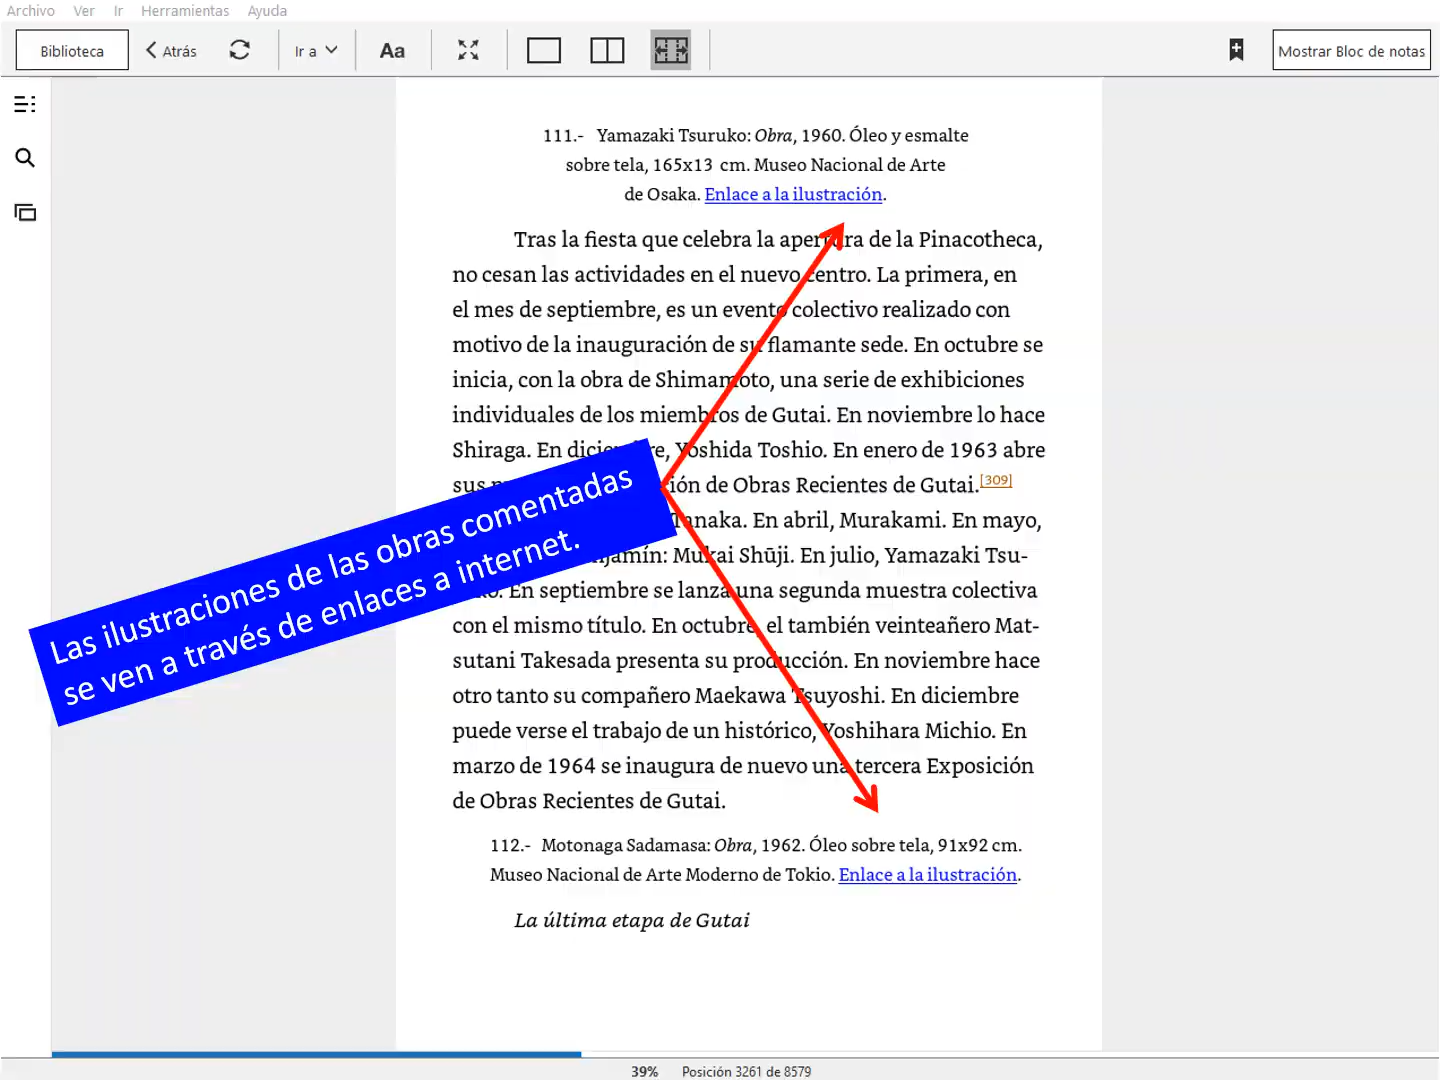 Archivo Ver Ir Herramientas Ayuda
Biblioteca Atrás Ir a Aa Mostrar Bloc de notas
111.- Yamazaki Tsuruko: Obra, 1960. Óleo y esmalte
sobre tela, 165x13 cm. Museo Nacional de Arte
de Osaka. Enlace a la ilustración.
Tras la fiesta que celebra la apertura de la Pinacotheca,
no cesan las actividades en el nuevo centro. La primera, en
el mes de septiembre, es un evento colectivo realizado con
motivo de la inauguración de su flamante sede. En octubre se
inicia, con la obra de Shimamoto, una serie de exhibiciones
individuales de los miembros de Gutai. En noviembre lo hace
Shiraga. En diciembre, Yoshida Toshio. En enero de 1963 abre
sus ión de Obras Recientes de Gutai.[309]
Tanaka. En abril, Murakami. En mayo,
njamín: Mukai Shūji. En julio, Yamazaki Tsu-
En septiembre se lanza una segunda muestra colectiva
con el mismo título. En octubre, el también veinteañero Mat-
sutani Takesada presenta su producción. En noviembre hace
otro tanto su compañero Maekawa Tsuyoshi. En diciembre
puede verse el trabajo de un histórico, Yoshihara Michio. En
marzo de 1964 se inaugura de nuevo una tercera Exposición
de Obras Recientes de Gutai.
Las ilustraciones de las obras comentadas
se ven a través de enlaces a internet.
112.- Motonaga Sadamasa: Obra, 1962. Óleo sobre tela, 91x92 cm.
Museo Nacional de Arte Moderno de Tokio. Enlace a la ilustración.
La última etapa de Gutai
39% Posición 3261 de 8579